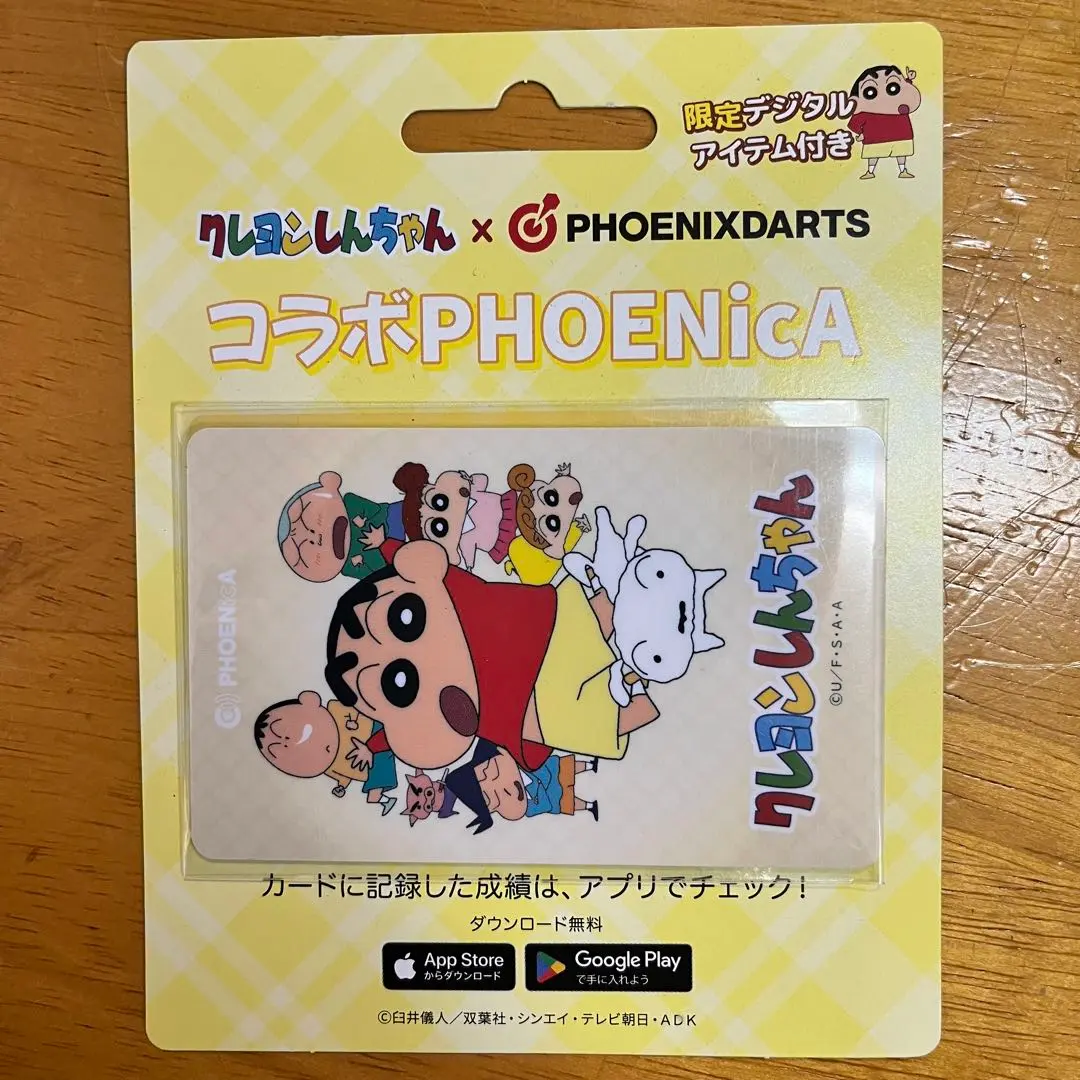 限定デジタル
アイテム付き
クレヨンしんちゃん × PHOENIXDARTS
コラボPHOENicA
PHOENicA
クレヨンしんちゃん
©U/F・S・A・A
カードに記録した成績は、アプリでチェック!
ダウンロード無料
App Store
からダウンロード
Google Play
で手に入れよう
©臼井儀人/双葉社・シンエイ・テレビ朝日・ADK